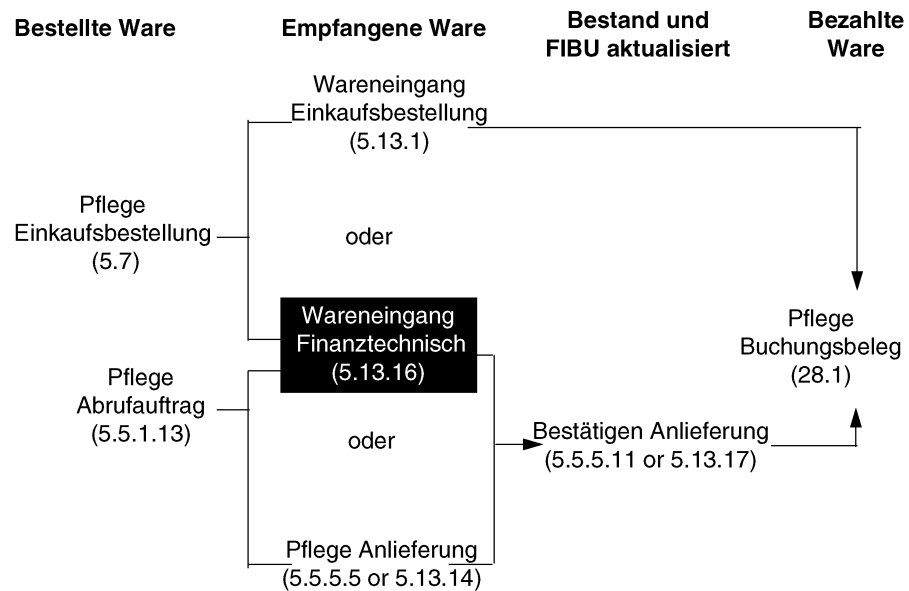 Bestellte Ware
Empfangene Ware
Bestand und
FIBU aktualisiert
Bezahlte
Ware
Wareneingang
Einkaufsbestellung
(5.13.1)
Pflege
Einkaufsbestellung
(5.7)
oder
Wareneingang
Finanztechnisch
(5.13.16)
Pflege
Buchungsbeleg
(28.1)
Pflege
Abrufauftrag
(5.5.1.13)
oder
Bestätigen Anlieferung
(5.5.5.11 or 5.13.17)
Pflege Anlieferung
(5.5.5.5 or 5.13.14)